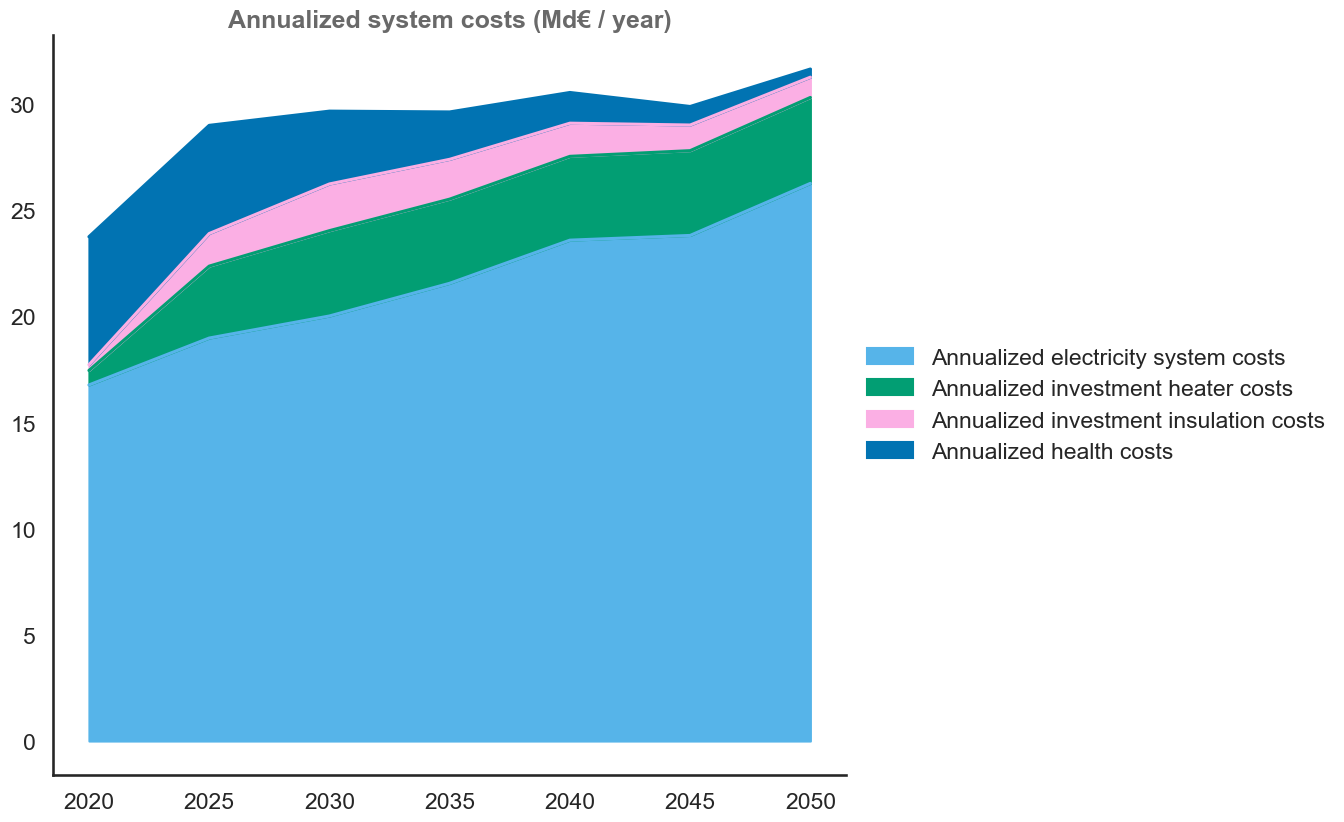 Annualized system costs (Md€ / year)
30
25
20
15
10
5
0
2020 2025 2030 2035 2040 2045 2050
Annualized electricity system costs
Annualized investment heater costs
Annualized investment insulation costs
Annualized health costs